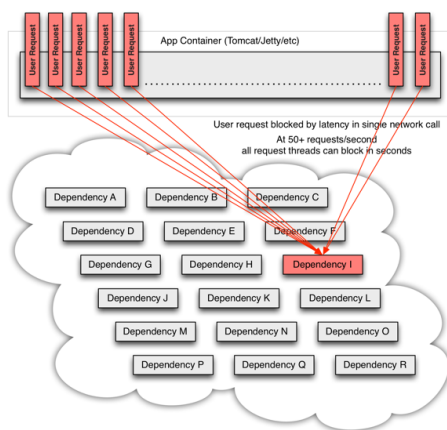 App Container (Tomcat/Jetty/etc)
User Request
User Request
User Request
User Request
User Request
User Request
User Request
User request blocked by latency in single network call
At 50+ requests/second
all request threads can block in seconds
Dependency A
Dependency B
Dependency C
Dependency D
Dependency E
Dependency F
Dependency G
Dependency H
Dependency I
Dependency J
Dependency K
Dependency L
Dependency M
Dependency N
Dependency O
Dependency P
Dependency Q
Dependency R